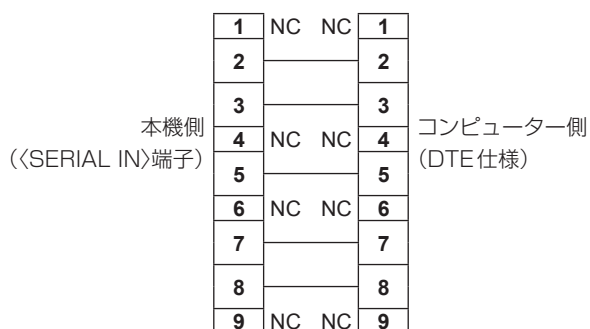 1 NC NC 1
2 2
3 3
本機側 コンピューター側
4 NC NC 4
(〈SERIAL IN〉端子) (DTE仕様)
5 5
6 NC NC 6
7 7
8 8
9 NC NC 9